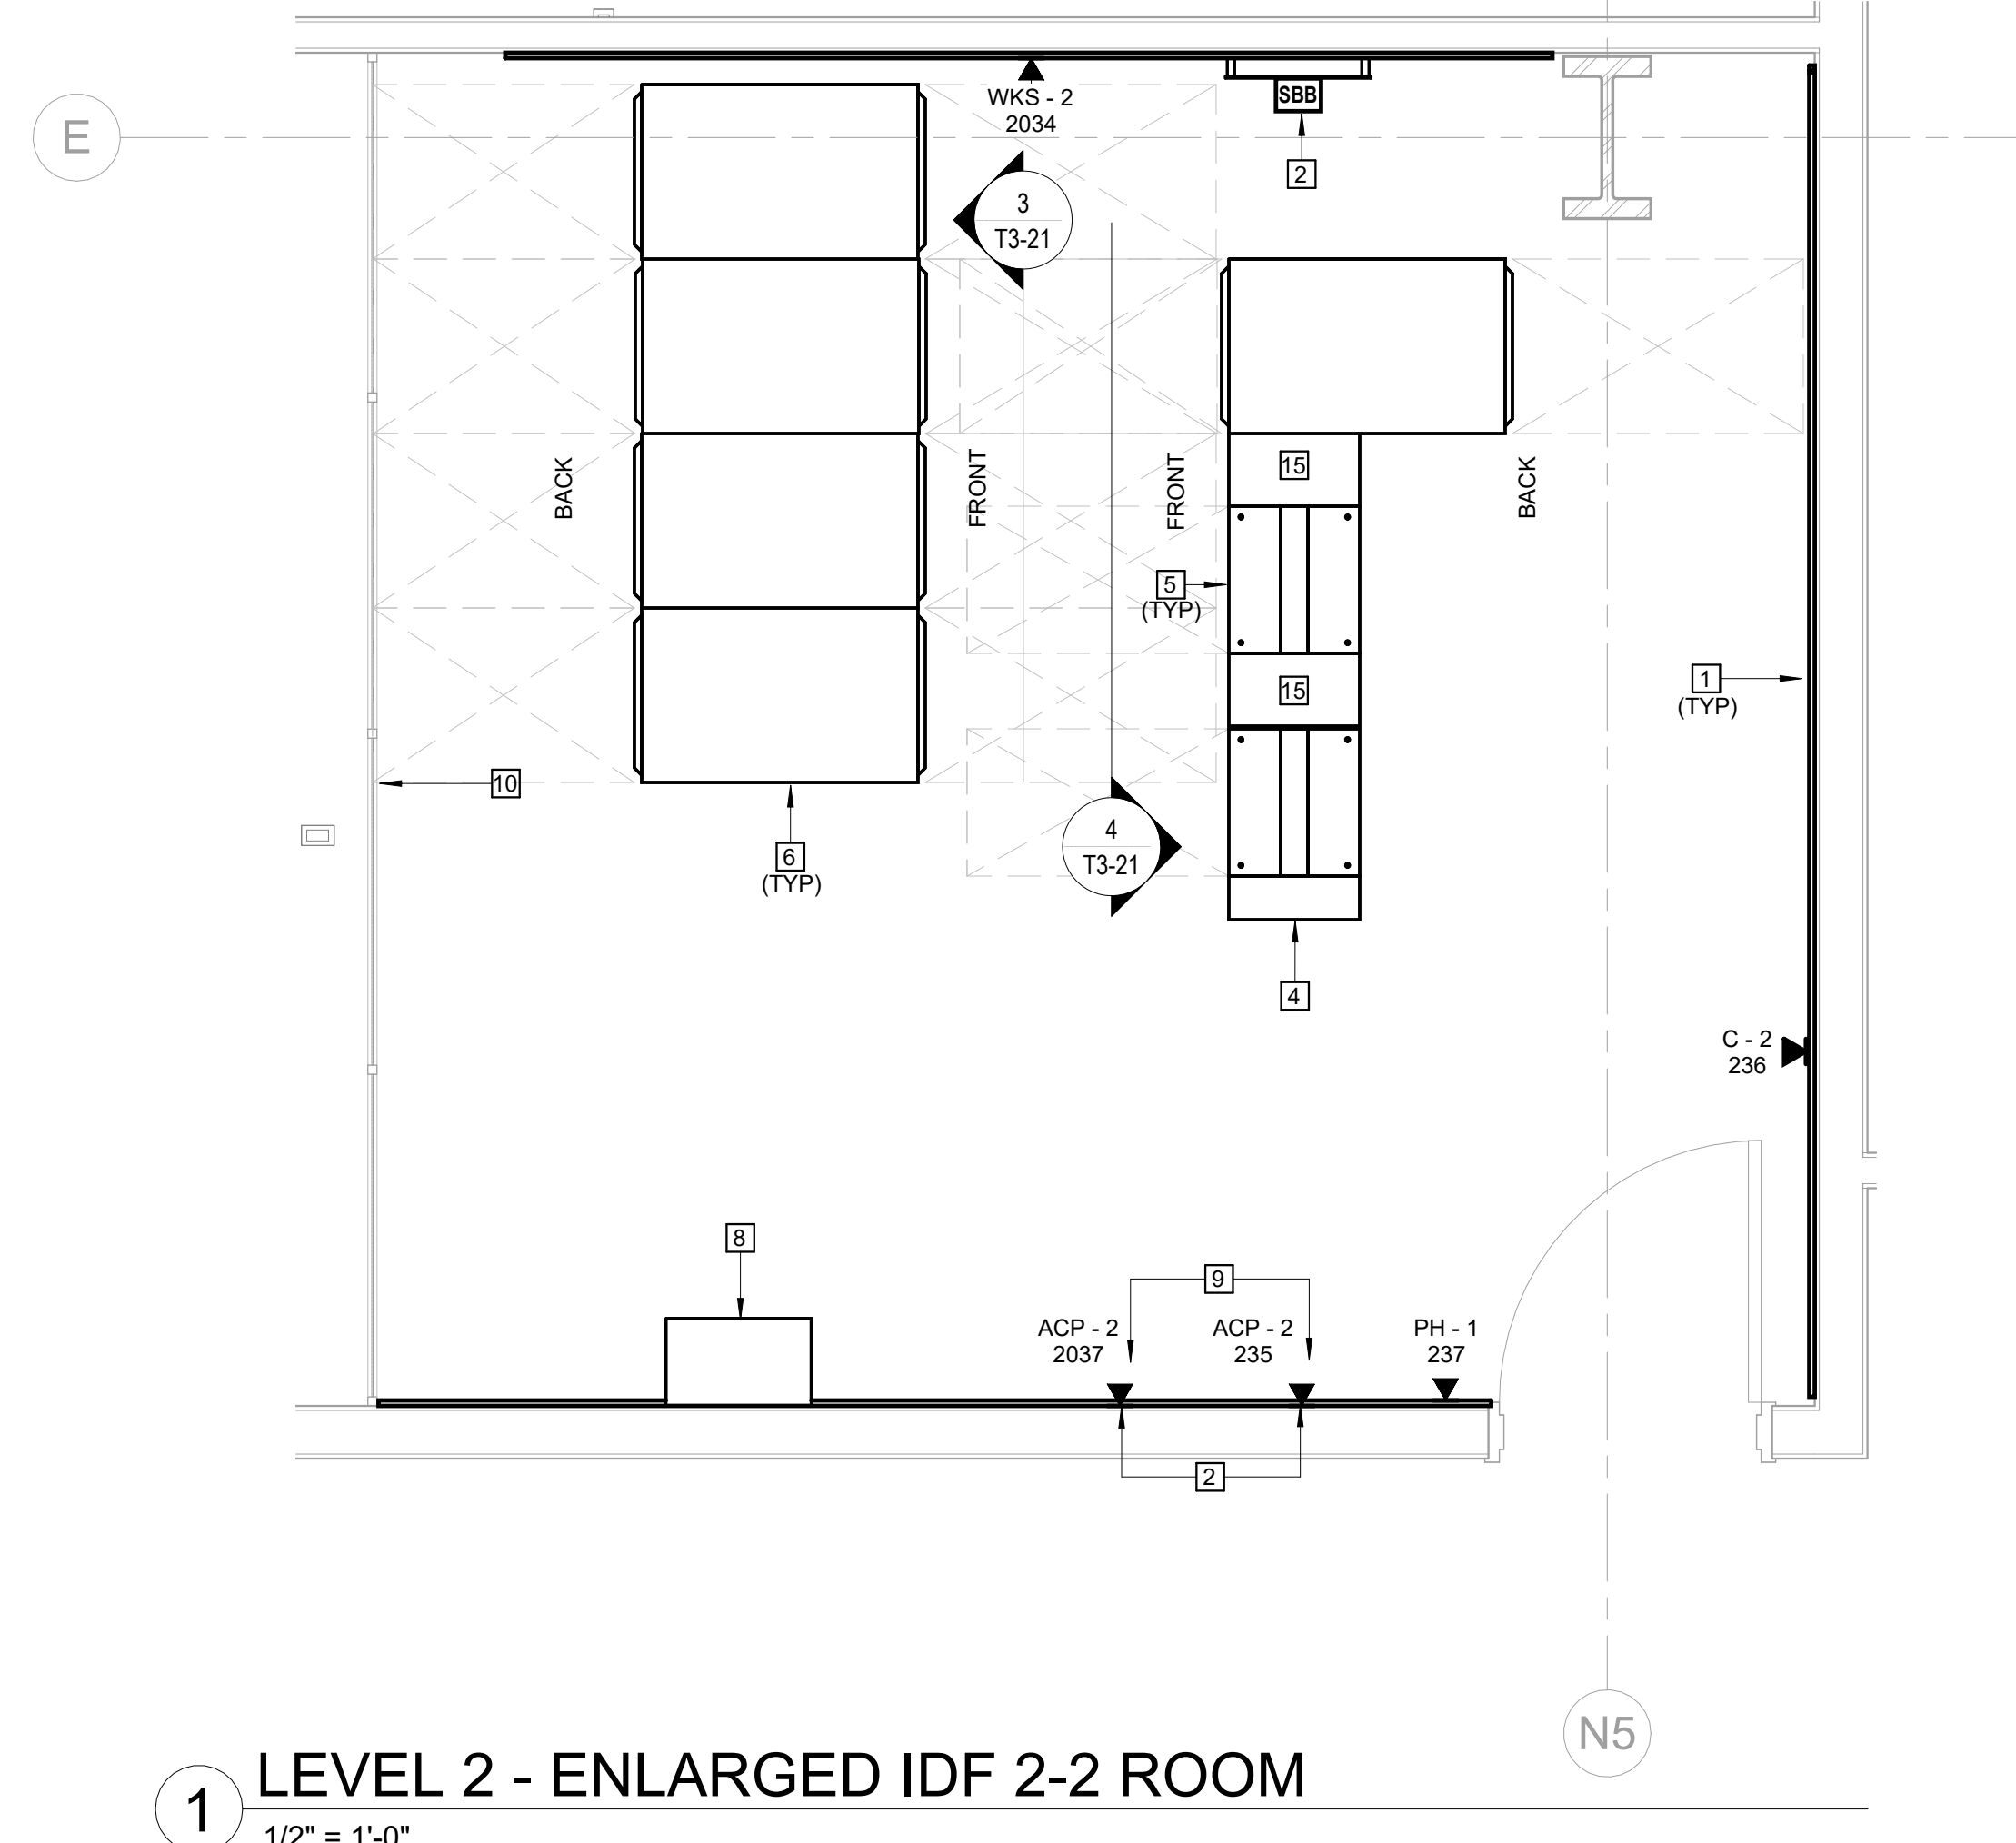 E
WKS - 2
2034
SBB
2
3
T3-21
BACK
FRONT
FRONT
BACK
15
5
(TYP)
15
1
(TYP)
10
6
(TYP)
4
T3-21
4
C - 2
236
8
9
ACP - 2
2037
ACP - 2
235
PH - 1
237
2
N5
1
LEVEL 2 - ENLARGED IDF 2-2 ROOM
1/2" = 1'-0"